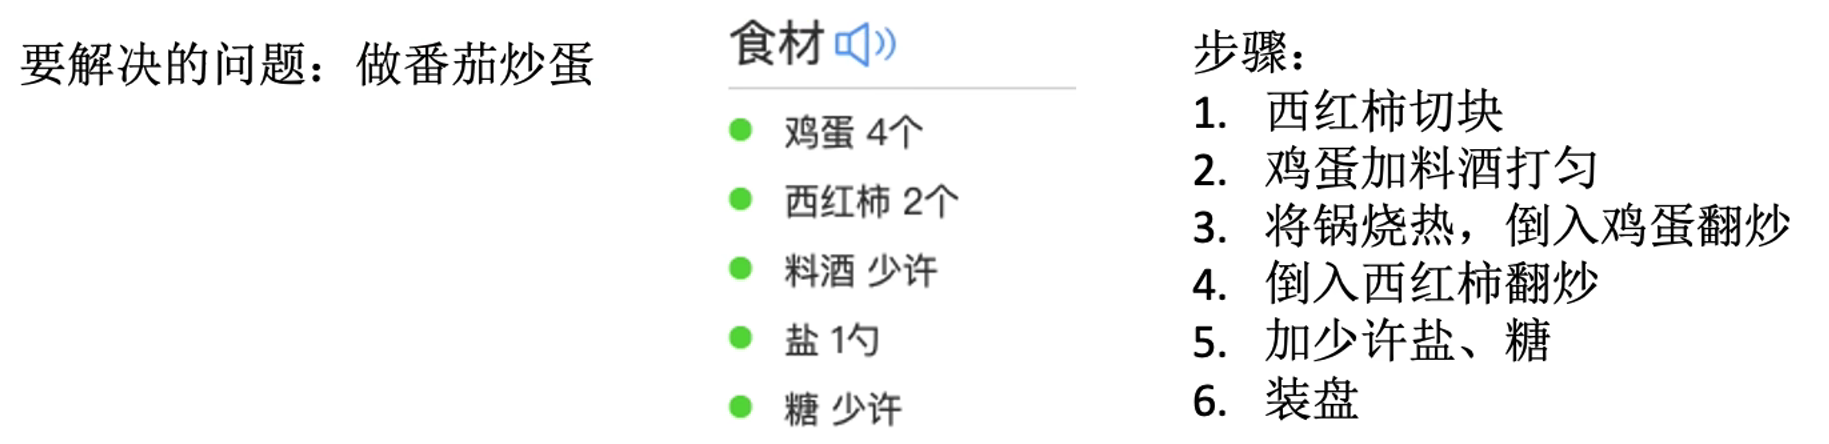 要解决的问题：做番茄炒蛋
食材
鸡蛋 4个
西红柿 2个
料酒 少许
盐 1勺
糖 少许
步骤：
1. 西红柿切块
2. 鸡蛋加料酒打匀
3. 将锅烧热，倒入鸡蛋翻炒
4. 倒入西红柿翻炒
5. 加少许盐、糖
6. 装盘